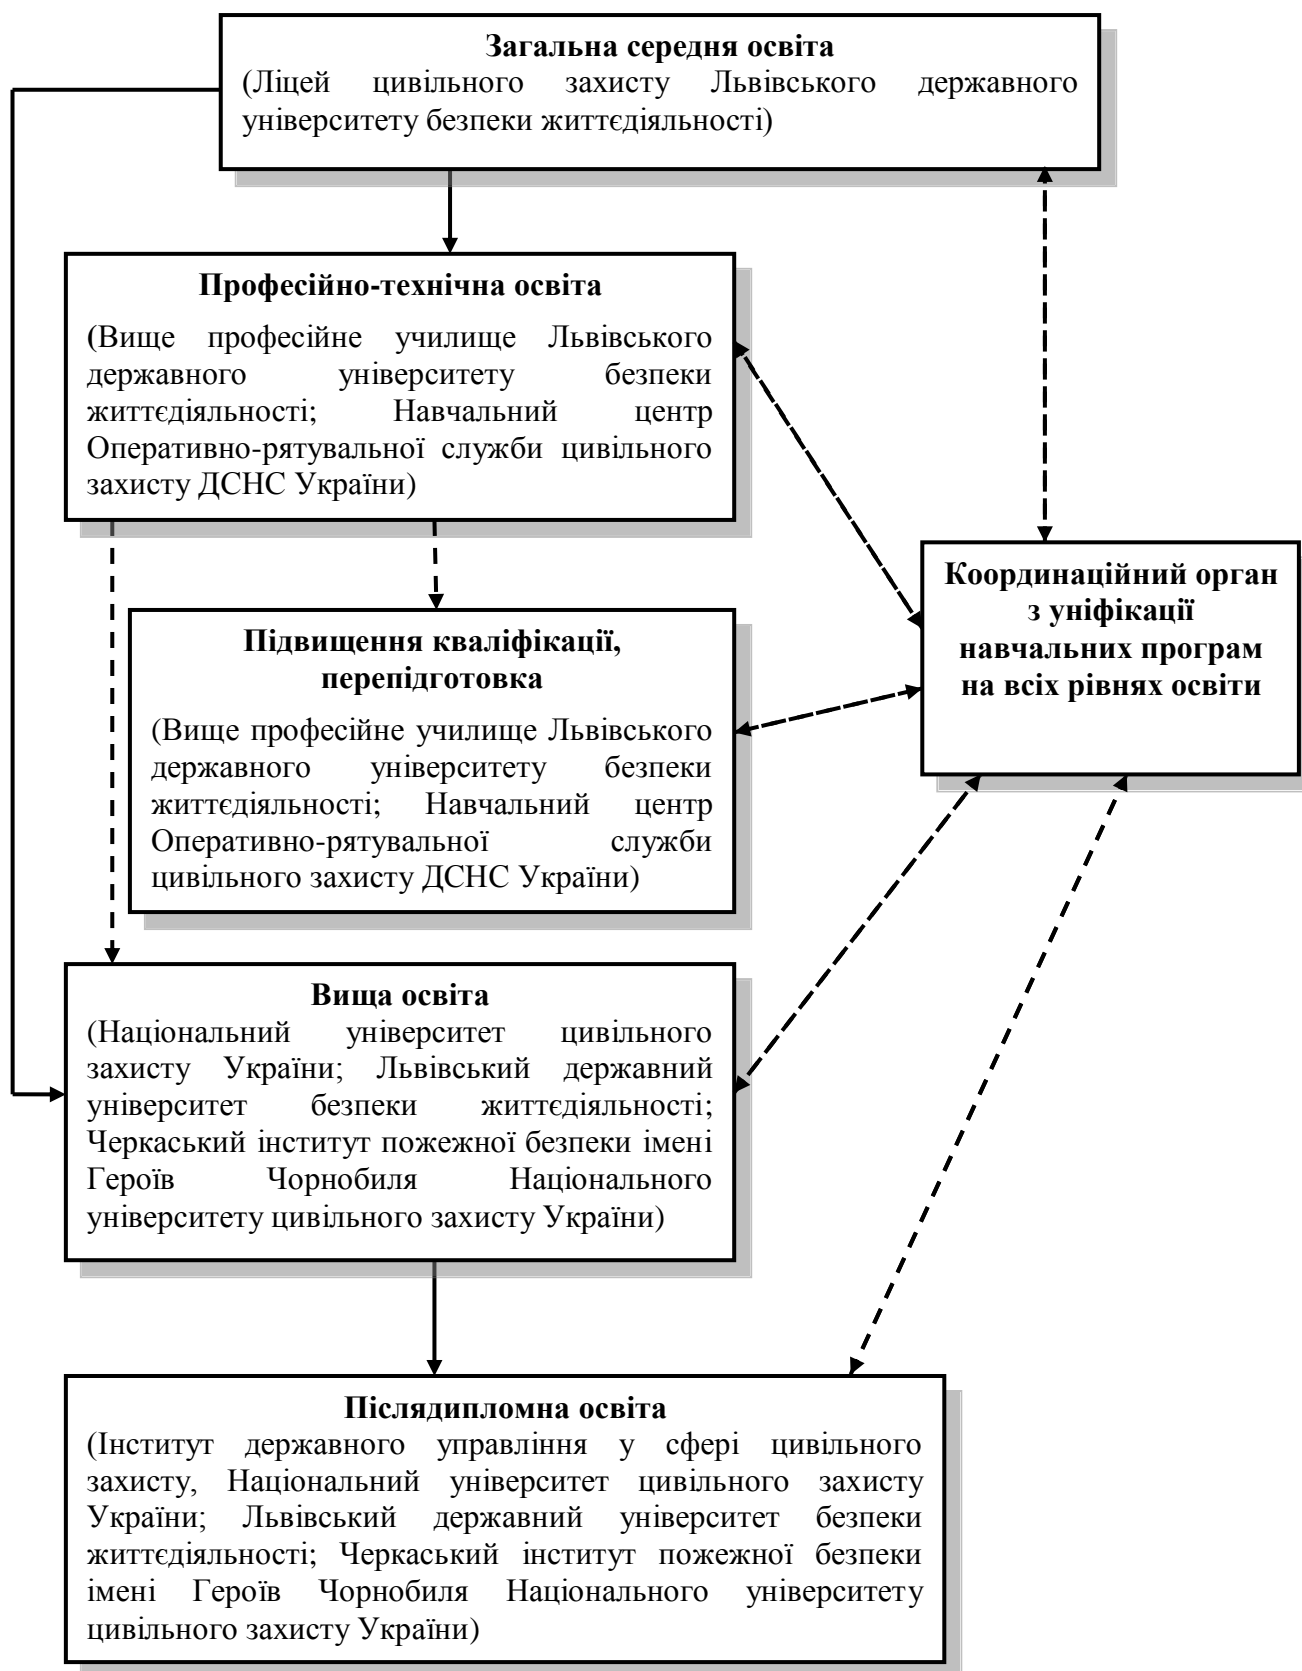 Загальна середня освіта
(Ліцей цивільного захисту Львівського державного
університету безпеки життєдіяльності)
Професійно-технічна освіта
(Вище професійне училище Львівського
державного університету безпеки
життєдіяльності; Навчальний центр
Оперативно-рятувальної служби цивільного
захисту ДСНС України)
Координаційний орган
з уніфікації
навчальних програм
на всіх рівнях освіти
Підвищення кваліфікації,
перепідготовка
(Вище професійне училище Львівського
державного університету безпеки
життєдіяльності; Навчальний центр
Оперативно-рятувальної служби
цивільного захисту ДСНС України)
Вища освіта
(Національний університет цивільного
захисту України; Львівський державний
університет безпеки життєдіяльності;
Черкаський інститут пожежної безпеки імені
Героїв Чорнобиля Національного
університету цивільного захисту України)
Післядипломна освіта
(Інститут державного управління у сфері цивільного
захисту, Національний університет цивільного захисту
України; Львівський державний університет безпеки
життєдіяльності; Черкаський інститут пожежної безпеки
імені Героїв Чорнобиля Національного університету
цивільного захисту України)